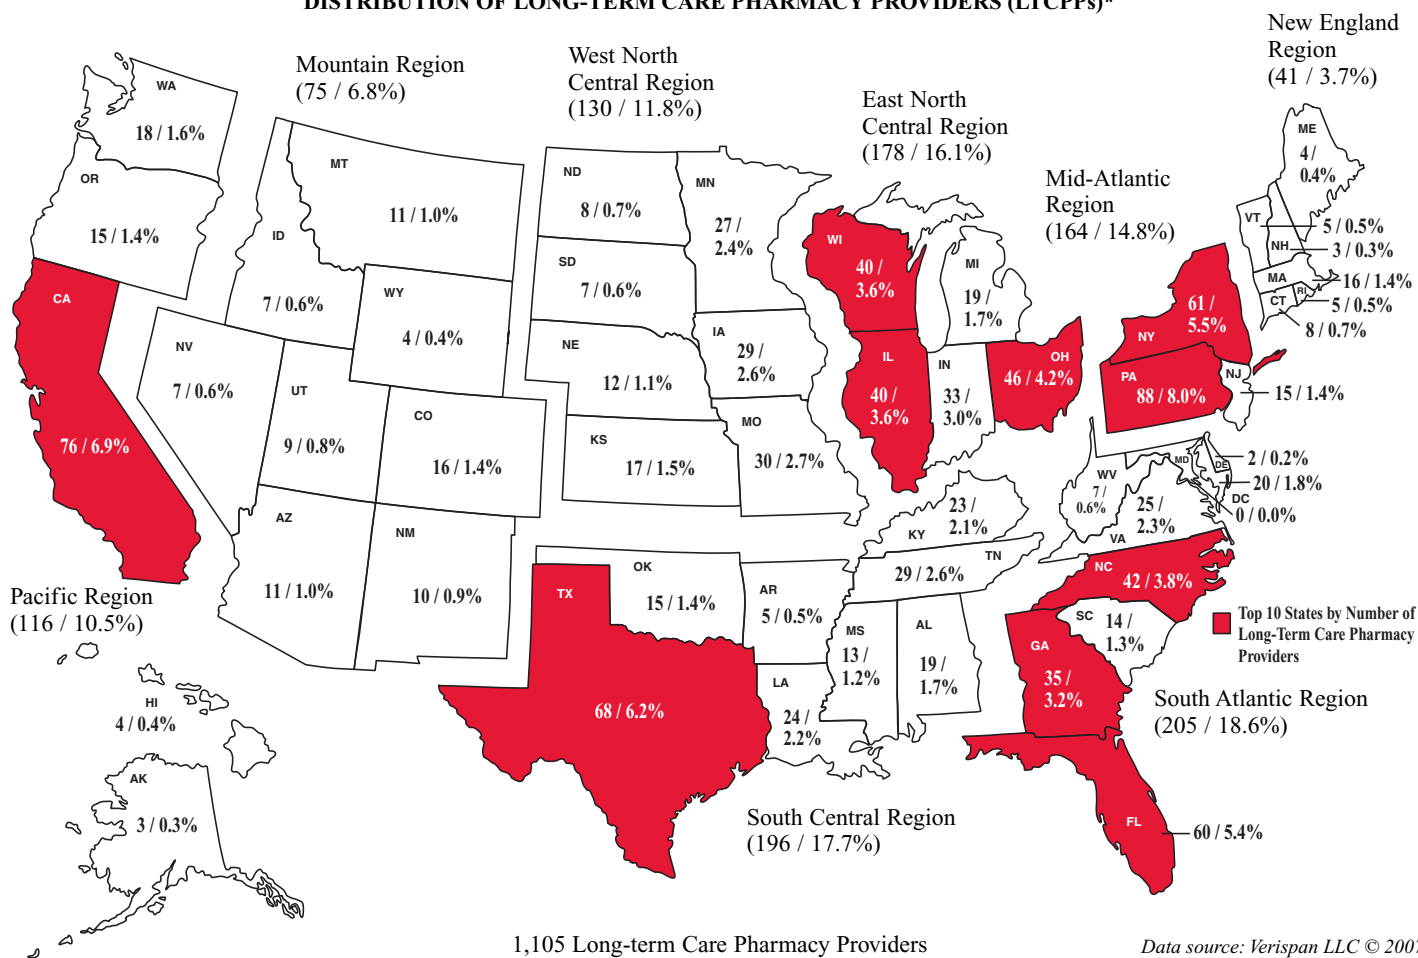 DISTRIBUTION OF LONG-TERM CARE PHARMACY PROVIDERS (LTCPPs)*
New England
Region
(41 / 3.7%)
Mountain Region
(75 / 6.8%)
West North
Central Region
(130 / 11.8%)
East North
Central Region
(178 / 16.1%)
Mid-Atlantic
Region
(164 / 14.8%)
WA
18 / 1.6%
OR
15 / 1.4%
CA
76 / 6.9%
MT
11 / 1.0%
ID
7 / 0.6%
WY
4 / 0.4%
NV
7 / 0.6%
UT
9 / 0.8%
CO
16 / 1.4%
AZ
11 / 1.0%
NM
10 / 0.9%
ND
8 / 0.7%
SD
7 / 0.6%
NE
12 / 1.1%
KS
17 / 1.5%
MN
27 /
2.4%
IA
29 /
2.6%
MO
30 / 2.7%
WI
40 /
3.6%
MI
19 /
1.7%
IL
40 /
3.6%
IN
33 /
3.0%
OH
46 / 4.2%
NY
61 /
5.5%
PA
88 / 8.0%
NJ
15 / 1.4%
ME
4 /
0.4%
VT
5 / 0.5%
NH
3 / 0.3%
MA
16 / 1.4%
RI
5 / 0.5%
CT
8 / 0.7%
MD
DE
2 / 0.2%
20 / 1.8%
DC
0 / 0.0%
WV
7 /
0.6%
VA
25 /
2.3%
KY
23 /
2.1%
TN
29 / 2.6%
NC
42 / 3.8%
SC
14 /
1.3%
GA
35 /
3.2%
FL
60 / 5.4%
AL
19 /
1.7%
MS
13 /
1.2%
AR
5 / 0.5%
LA
24 /
2.2%
OK
15 / 1.4%
TX
68 / 6.2%
Pacific Region
(116 / 10.5%)
HI
4 / 0.4%
AK
3 / 0.3%
Top 10 States by Number of
Long-Term Care Pharmacy
Providers
South Atlantic Region
(205 / 18.6%)
South Central Region
(196 / 17.7%)
1,105 Long-term Care Pharmacy Providers
Data source: Verispan LLC © 2007